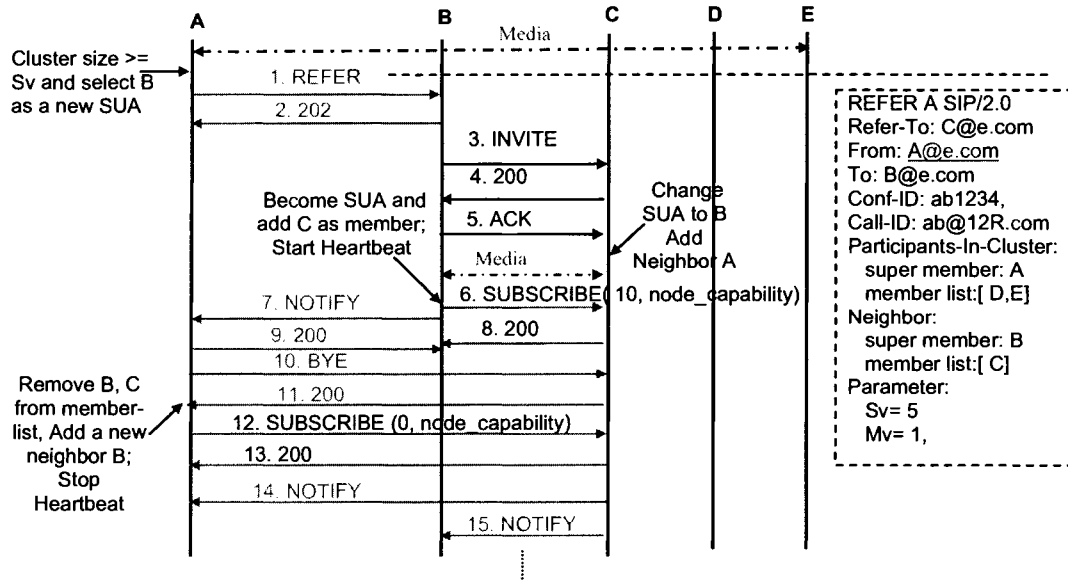 A B C D E
Media
Cluster size >=
Sv and select B
as a new SUA
1. REFER
2. 202
3. INVITE
4. 200
Become SUA and
add C as member;
Start Heartbeat
5. ACK
Change
SUA to B
Add
Neighbor A
Media
6. SUBSCRIBE( 10, node_capability)
7. NOTIFY
8. 200
9. 200
10. BYE
11. 200
Remove B, C
from member-
list, Add a new
neighbor B;
Stop
Heartbeat
12. SUBSCRIBE (0, node_capability)
13. 200
14. NOTIFY
15. NOTIFY
REFER A SIP/2.0
Refer-To: C@e.com
From: A@e.com
To: B@e.com
Conf-ID: ab1234,
Call-ID: ab@12R.com
Participants-In-Cluster:
super member: A
member list:[ D,E]
Neighbor:
super member: B
member list:[ C]
Parameter:
Sv= 5
Mv= 1,